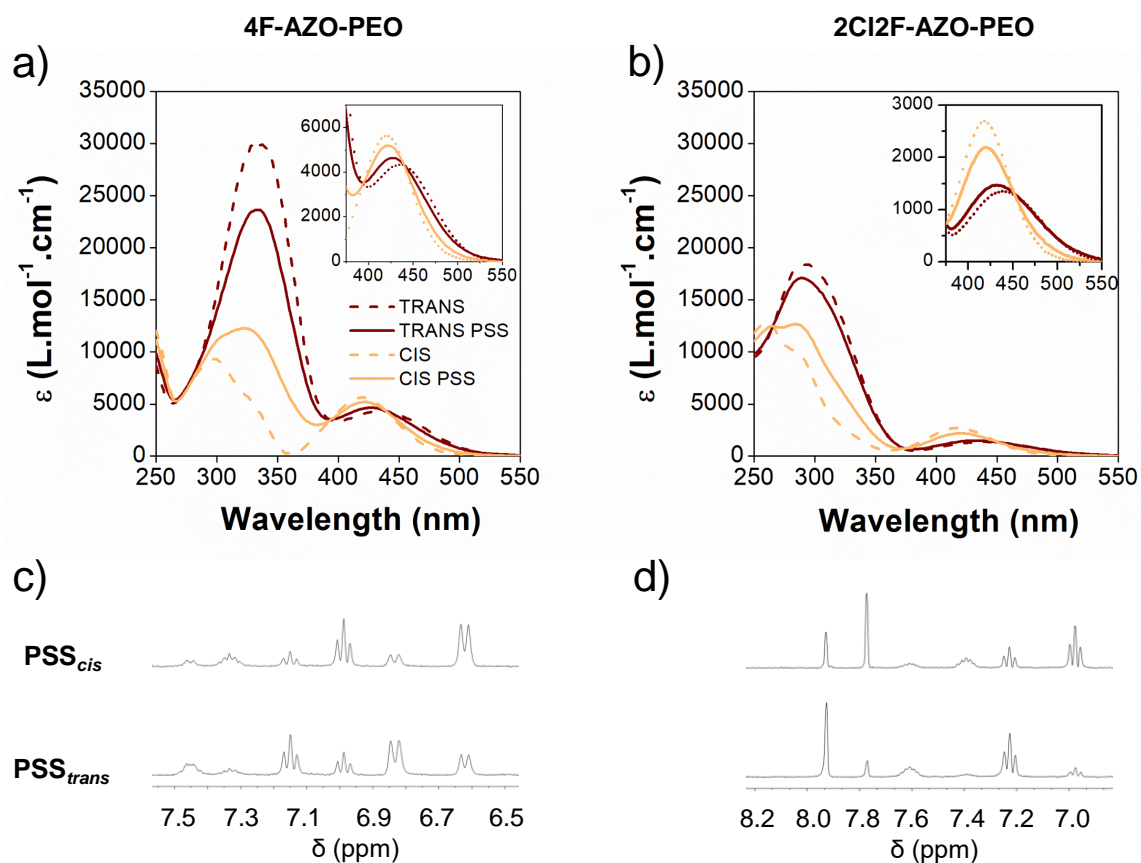 4F-AZO-PEO
2Cl2F-AZO-PEO
a)
b)
35000
30000
25000
20000
15000
10000
5000
0
ε (L.mol⁻¹.cm⁻¹)
250 300 350 400 450 500 550
Wavelength (nm)
6000
4000
2000
0
400 450 500 550
TRANS
TRANS PSS
CIS
CIS PSS
35000
30000
25000
20000
15000
10000
5000
0
ε (L.mol⁻¹.cm⁻¹)
250 300 350 400 450 500 550
Wavelength (nm)
3000
2000
1000
0
400 450 500 550
c)
d)
PSScis
PSStrans
7.5 7.3 7.1 6.9 6.7 6.5
δ (ppm)
8.2 8.0 7.8 7.6 7.4 7.2 7.0
δ (ppm)